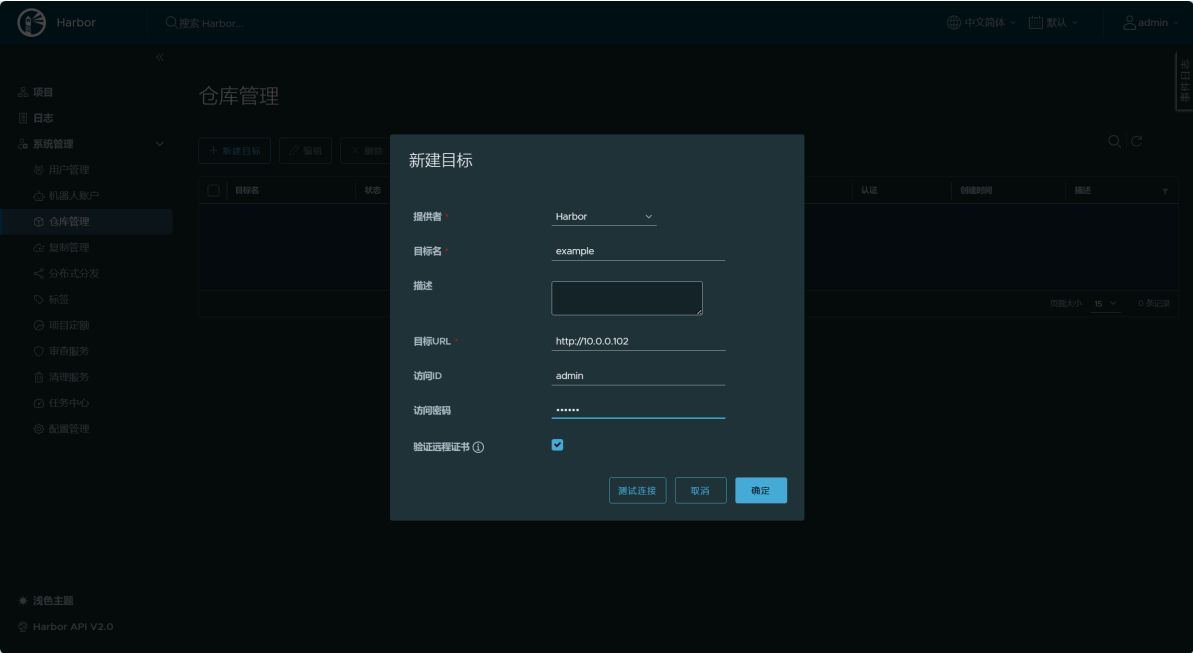 Harbor
搜索 Harbor...
中文简体
默认
admin
事件日志
项目
日志
系统管理
用户管理
机器人账户
仓库管理
复制管理
分布式分发
标签
项目定额
审查服务
清理服务
任务中心
配置管理
浅色主题
Harbor API V2.0
仓库管理
+ 新建目标
编辑
× 删除
目标名
状态
认证
创建时间
描述
页面大小 15 0 条记录
新建目标
提供者 * Harbor
目标名 * example
描述
目标URL * http://10.0.0.102
访问ID admin
访问密码 ••••••
验证远程证书
测试连接 取消 确定